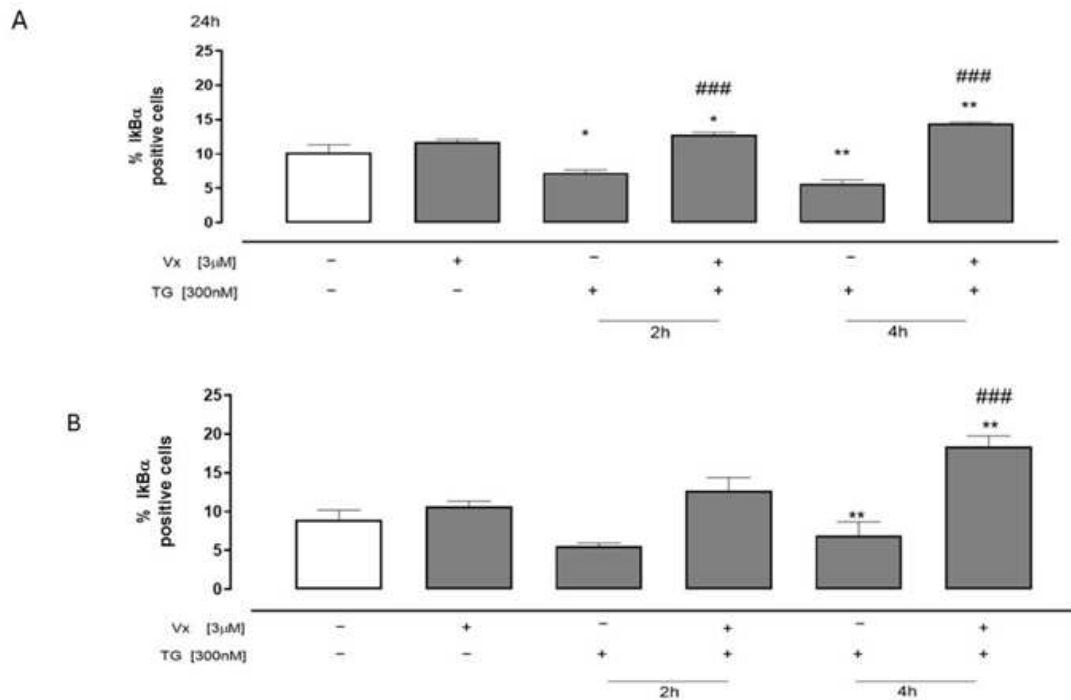 A
24h
% IkBα
positive cells
25
20
15
10
5
0
* ### * ** ### **
Vx [3µM] – + – + – +
TG [300nM] – – + + + +
2h 4h
B
% IkBα
positive cells
25
20
15
10
5
0
** ### **
Vx [3µM] – + – + – +
TG [300nM] – – + + + +
2h 4h